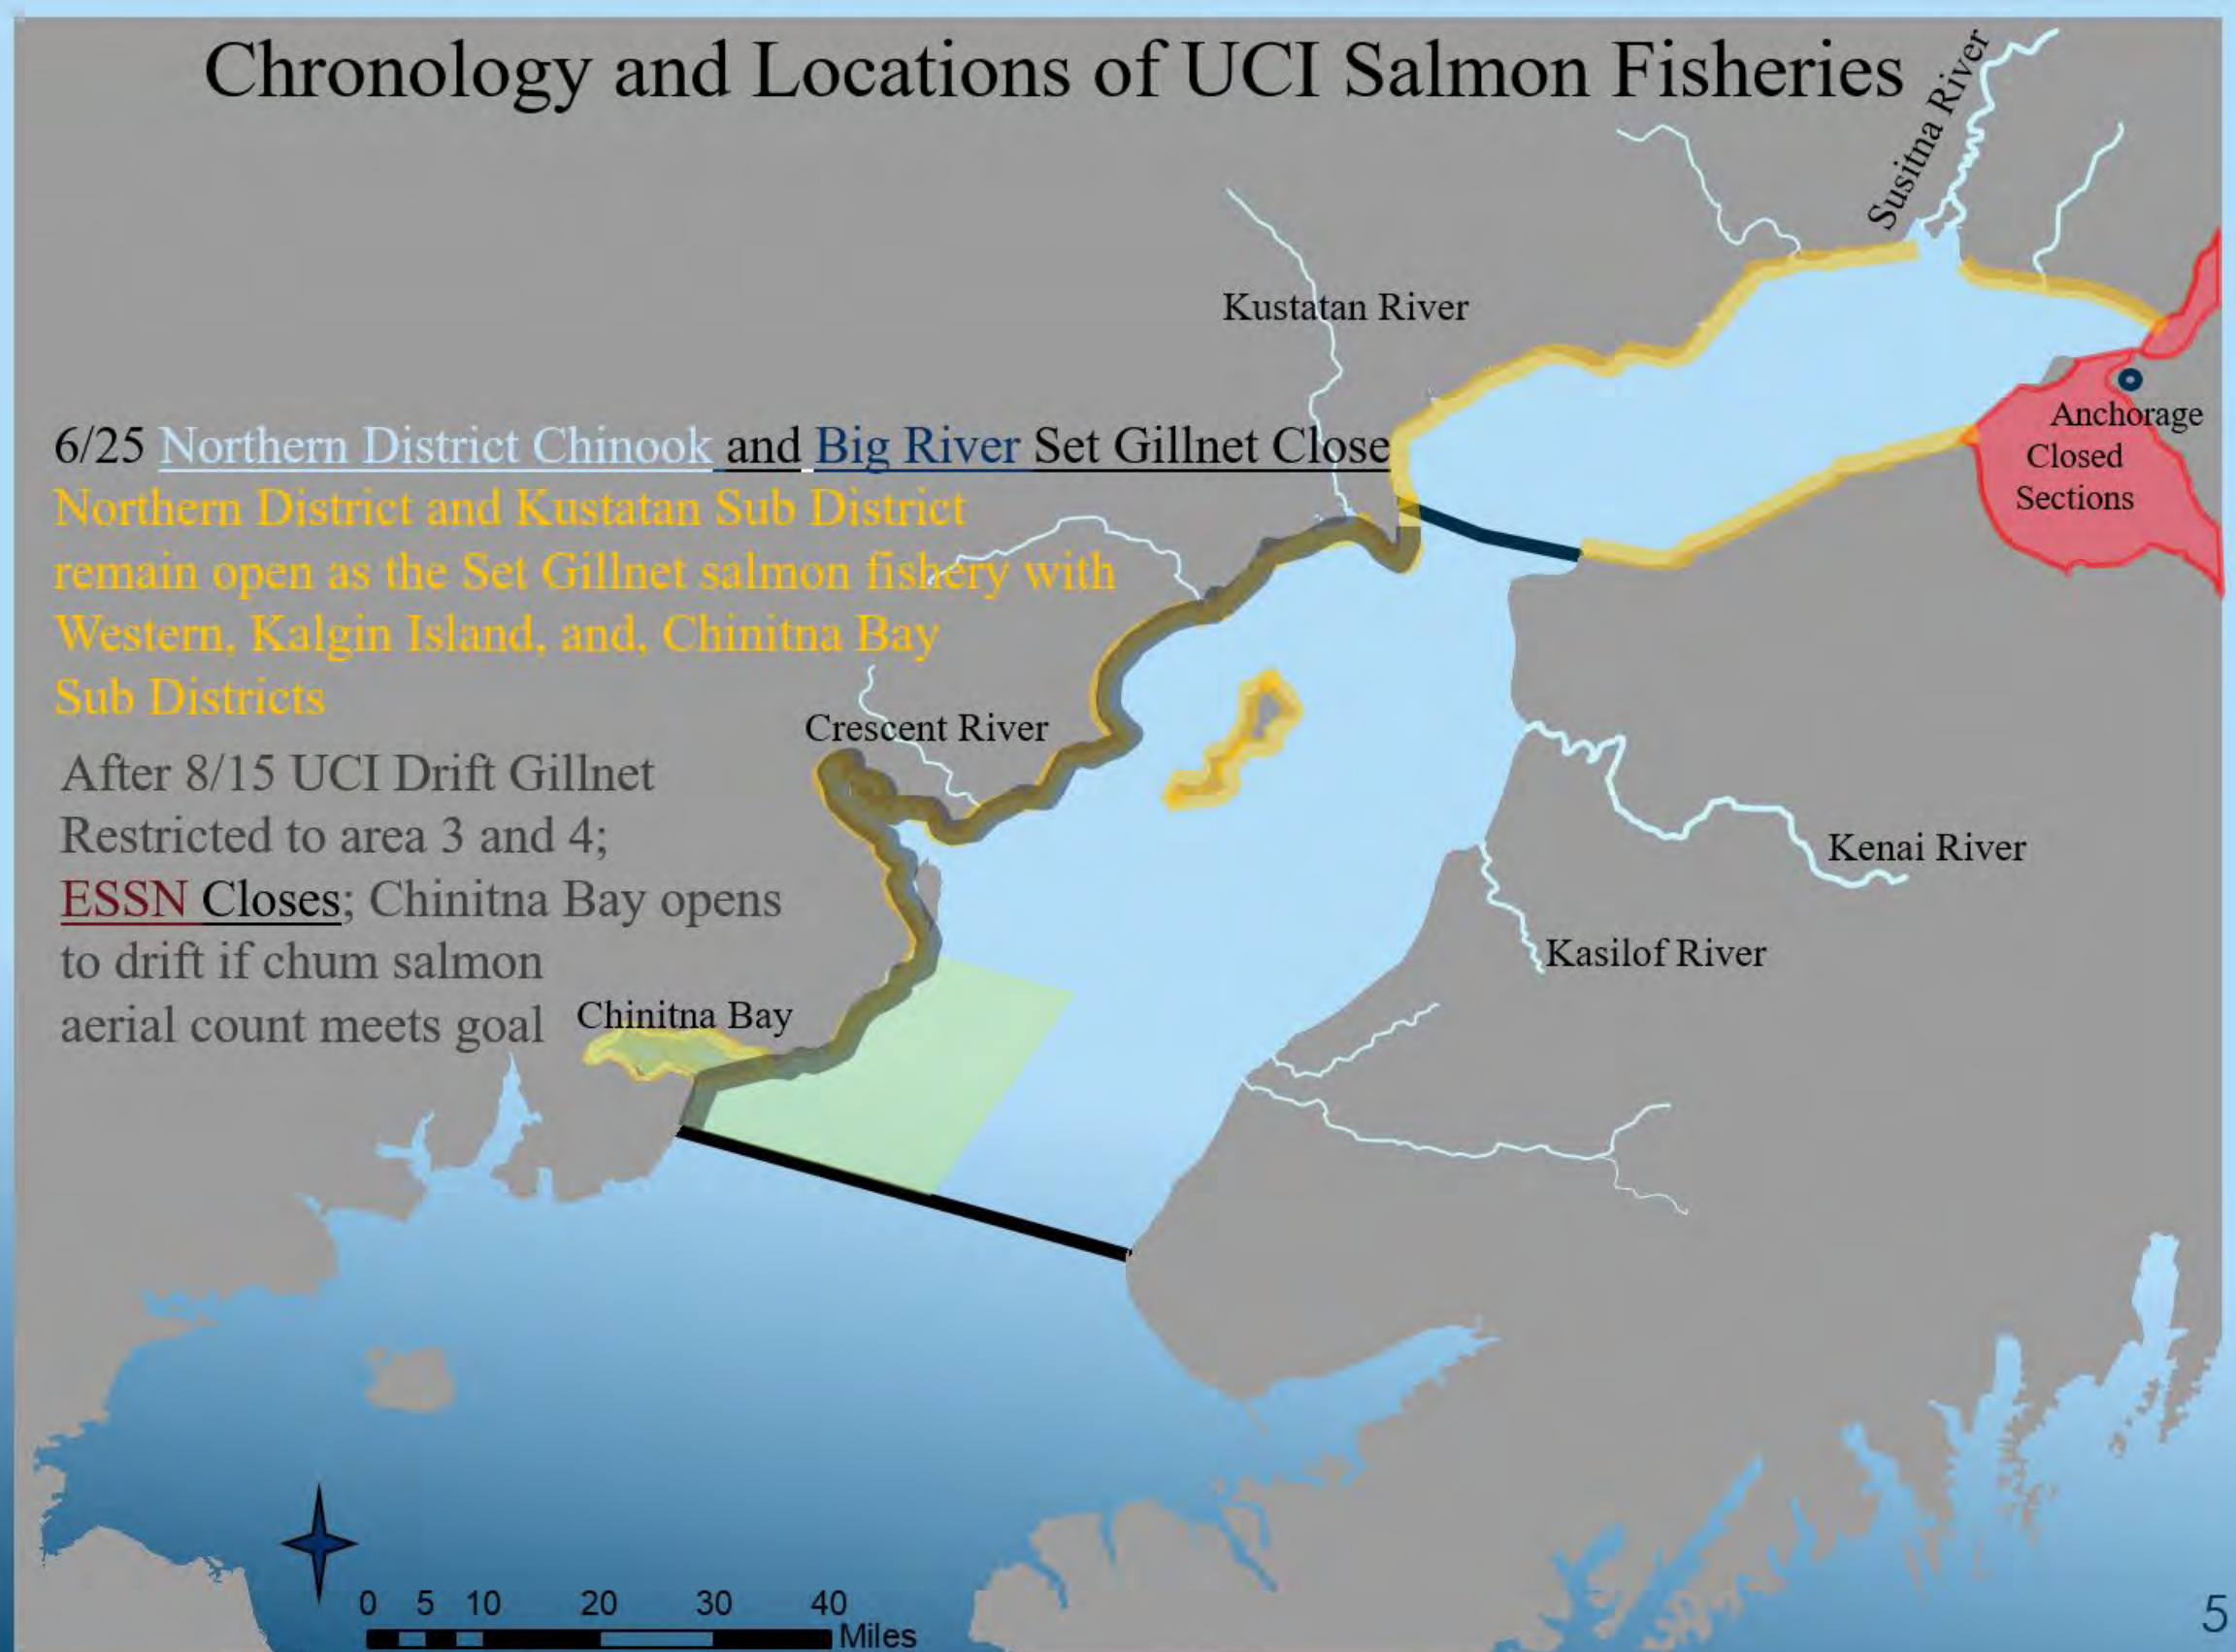 Chronology and Locations of UCI Salmon Fisheries
Susitna River
Kustatan River
Anchorage
Closed
Sections
6/25 Northern District Chinook and Big River Set Gillnet Close
Northern District and Kustatan Sub District
remain open as the Set Gillnet salmon fishery with
Western, Kalgin Island, and, Chinitna Bay
Sub Districts
Crescent River
After 8/15 UCI Drift Gillnet
Restricted to area 3 and 4;
ESSN Closes; Chinitna Bay opens
to drift if chum salmon
aerial count meets goal
Kenai River
Kasilof River
Chinitna Bay
0 5 10 20 30 40
Miles
5